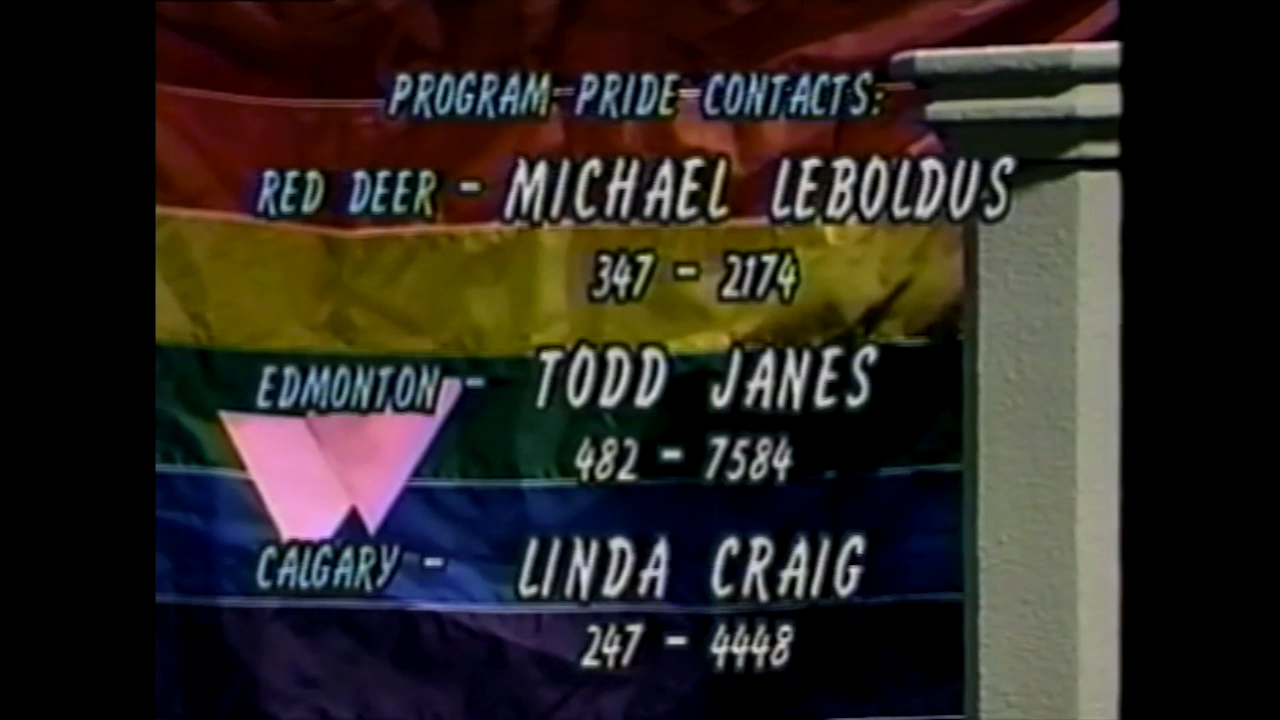 PROGRAM PRIDE CONTACTS:
RED DEER - MICHAEL LEBOLDUS
347 - 2174
EDMONTON - TODD JANES
482 - 7584
CALGARY - LINDA CRAIG
247 - 4448